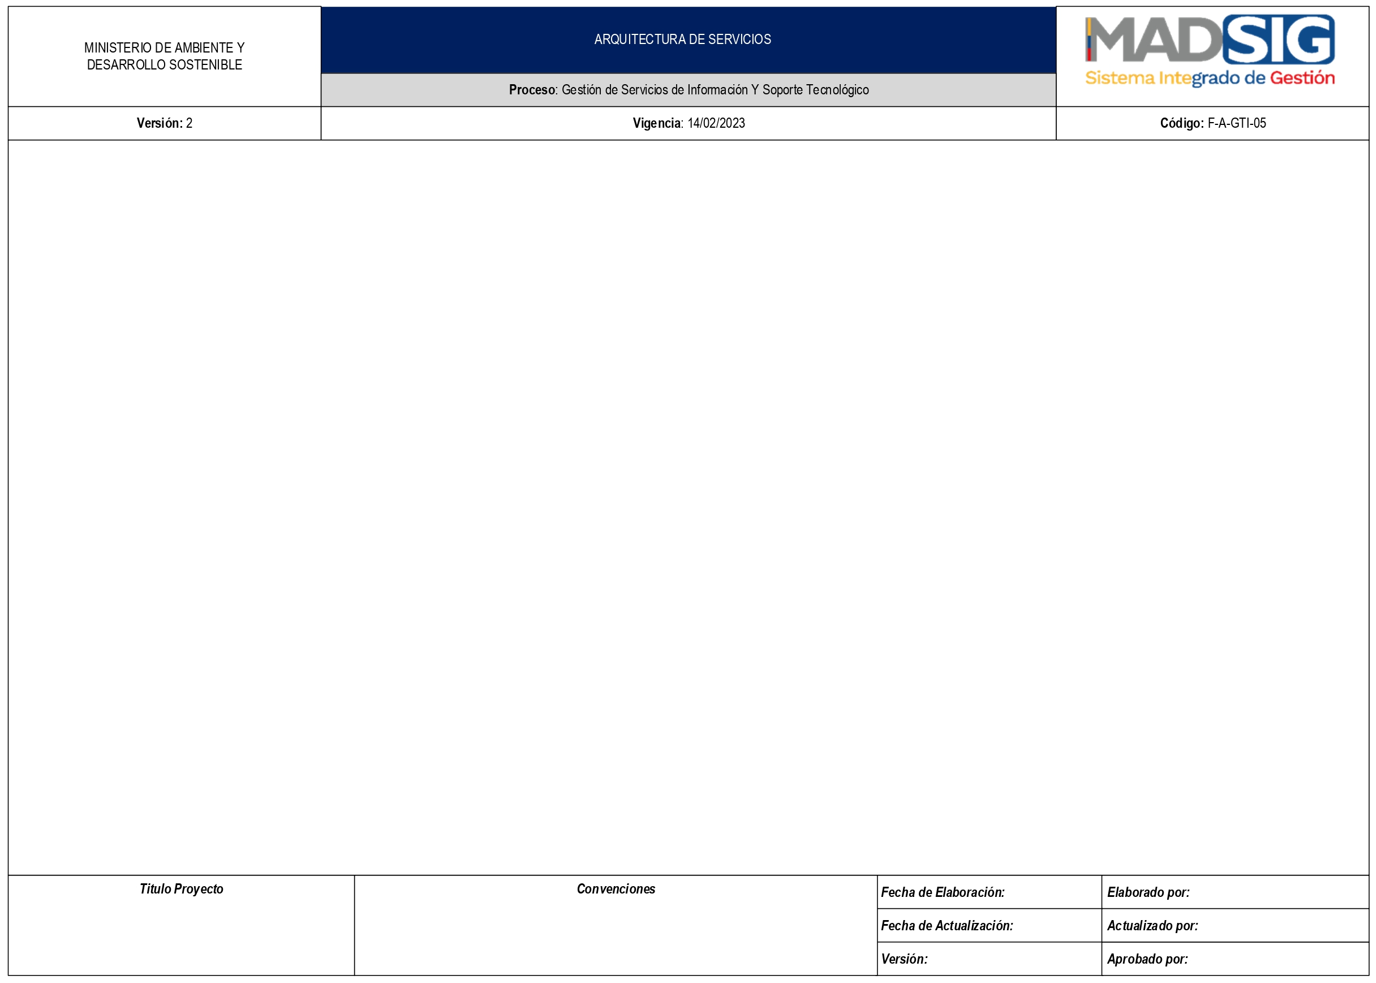 MINISTERIO DE AMBIENTE Y
DESARROLLO SOSTENIBLE
ARQUITECTURA DE SERVICIOS
Proceso: Gestión de Servicios de Información Y Soporte Tecnológico
MADSIG
Sistema Integrado de Gestión
Versión: 2
Vigencia: 14/02/2023
Código: F-A-GTI-05
Titulo Proyecto
Convenciones
Fecha de Elaboración:
Elaborado por:
Fecha de Actualización:
Actualizado por:
Versión:
Aprobado por: